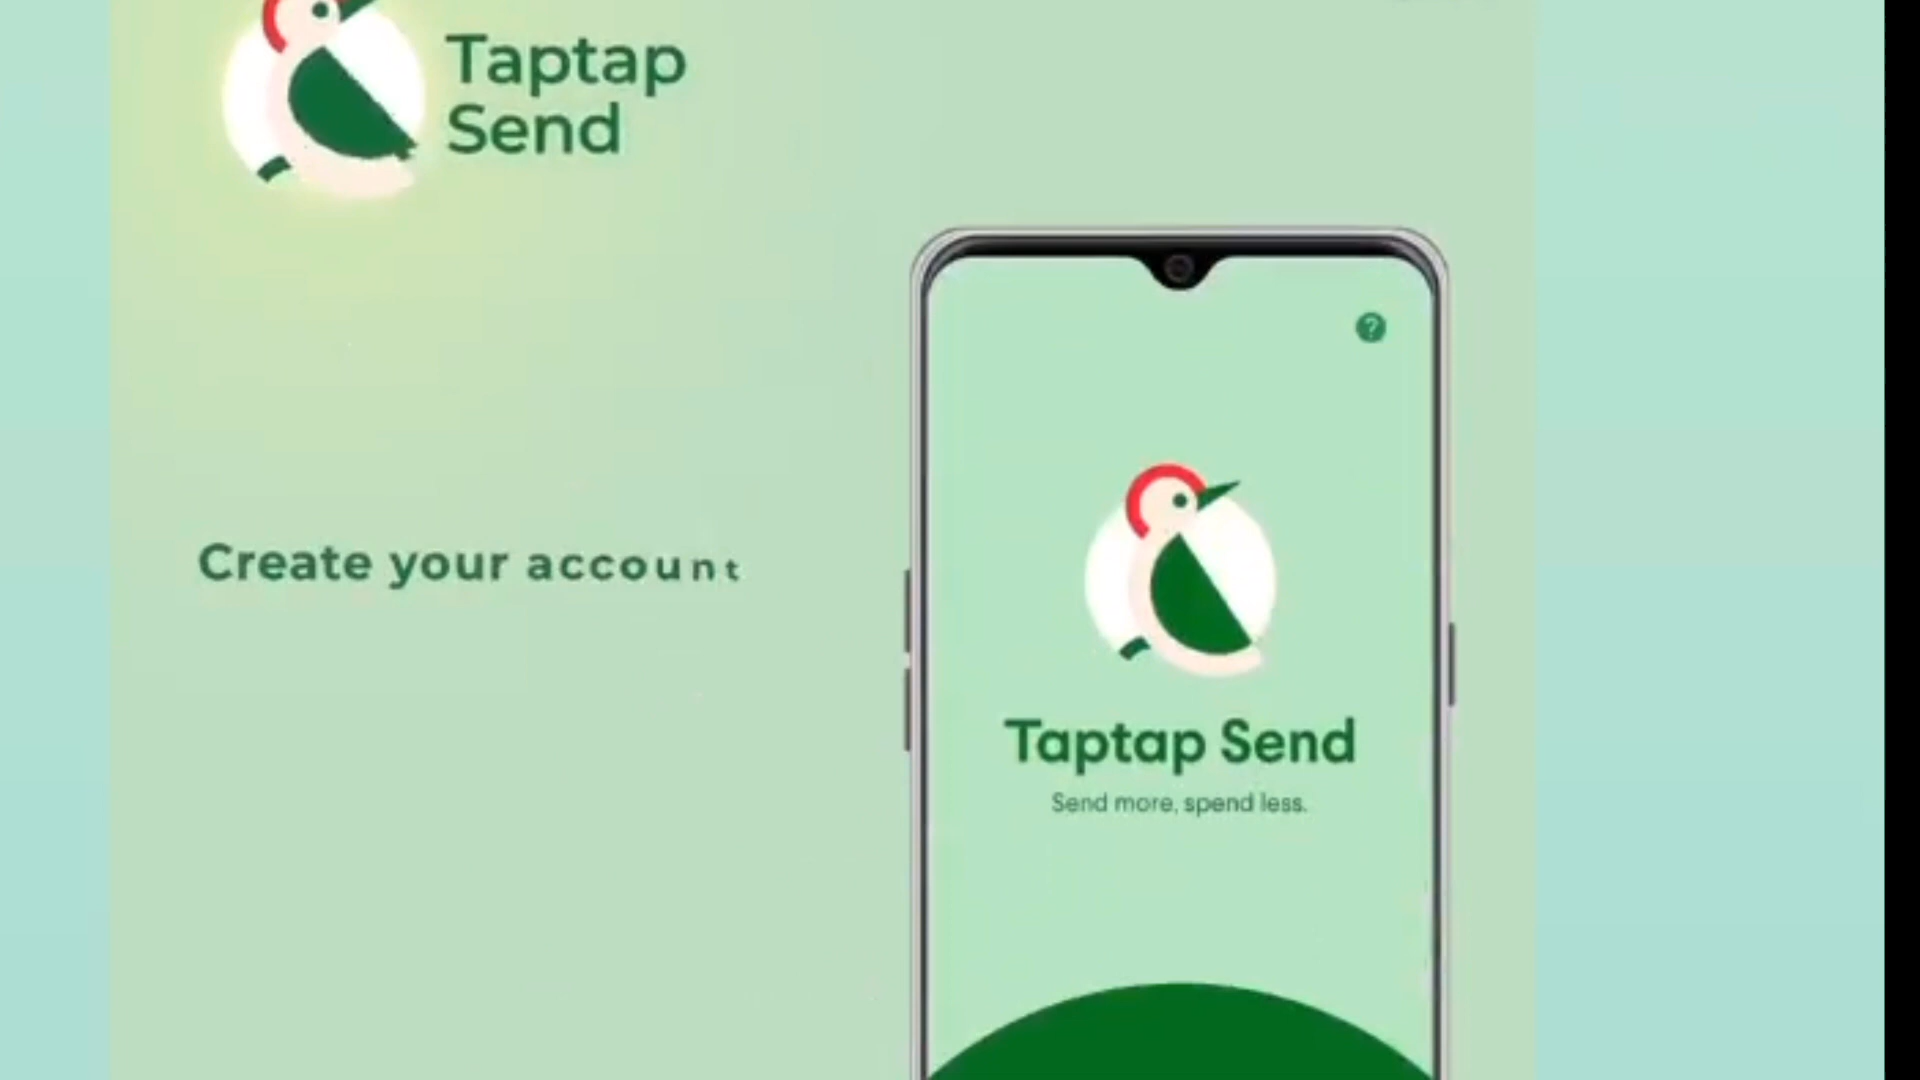 Taptap
Send
Create your account
?
Taptap Send
Send more, spend less.